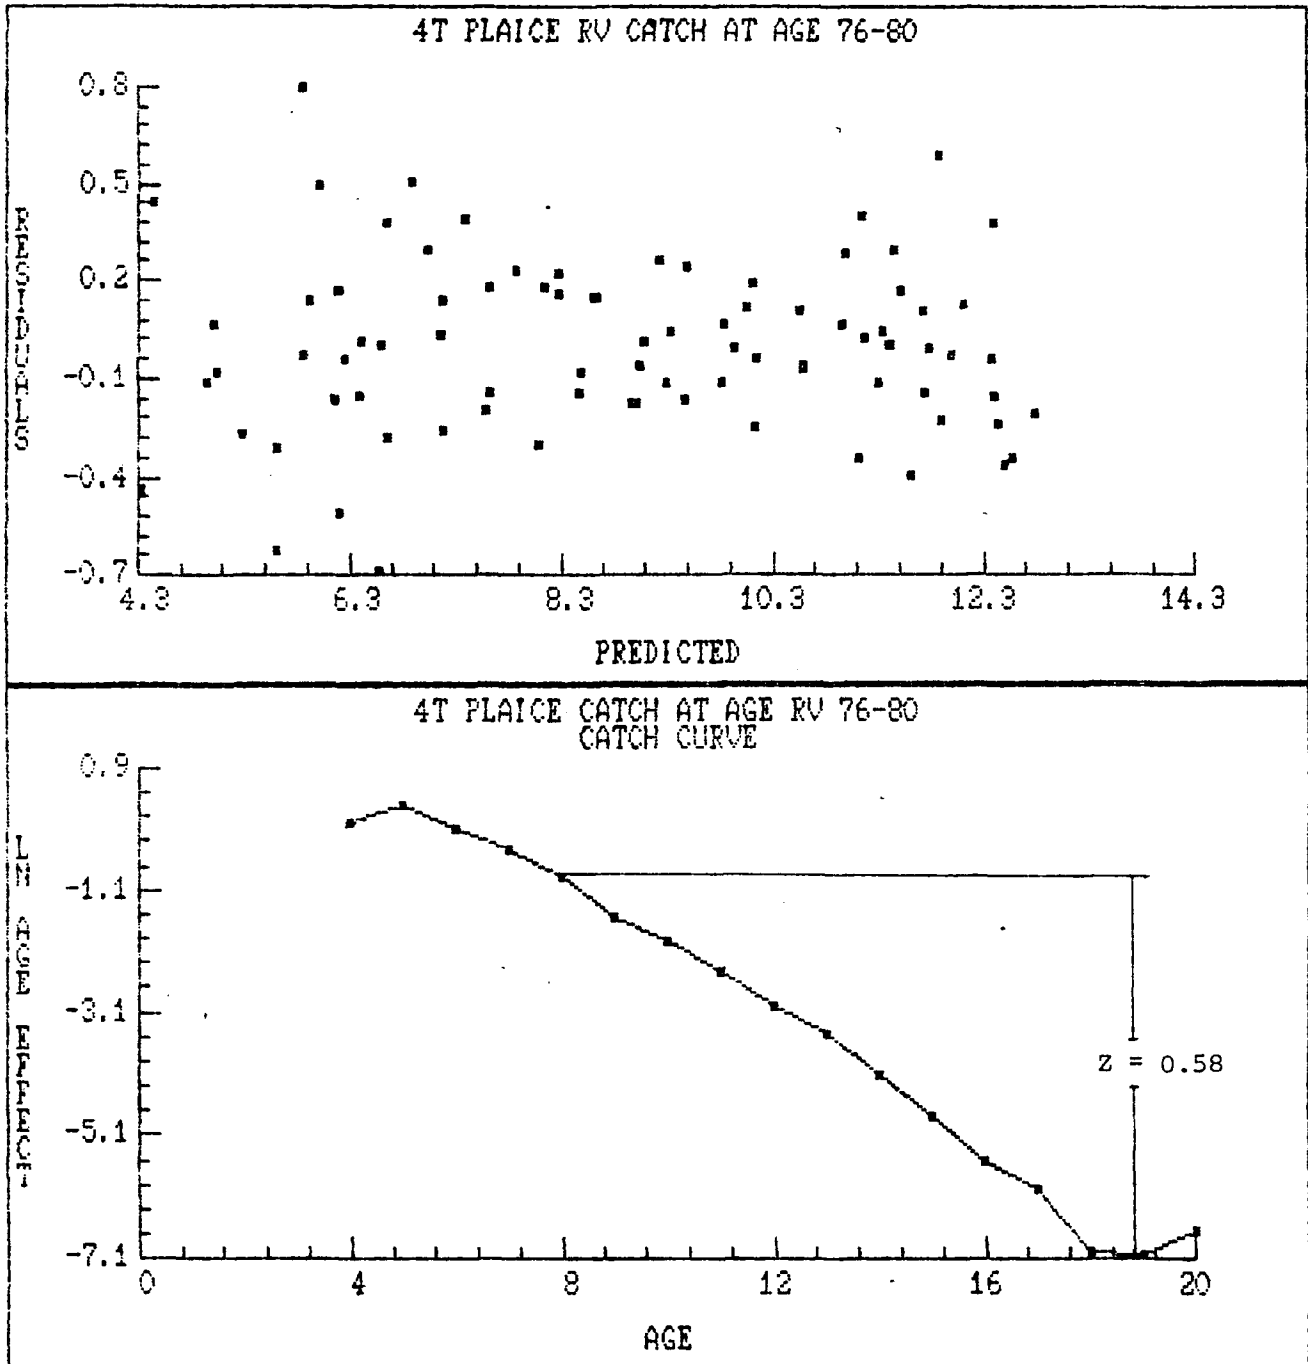 4T PLAICE RV CATCH AT AGE 76-80
0.8
0.5
0.2
-0.1
-0.4
-0.7
RESIDUALS
4.3 6.3 8.3 10.3 12.3 14.3
PREDICTED
4T PLAICE CATCH AT AGE RV 76-80
CATCH CURVE
0.9
-1.1
-3.1
-5.1
-7.1
LN AGE EFFECT
Z = 0.58
0 4 8 12 16 20
AGE